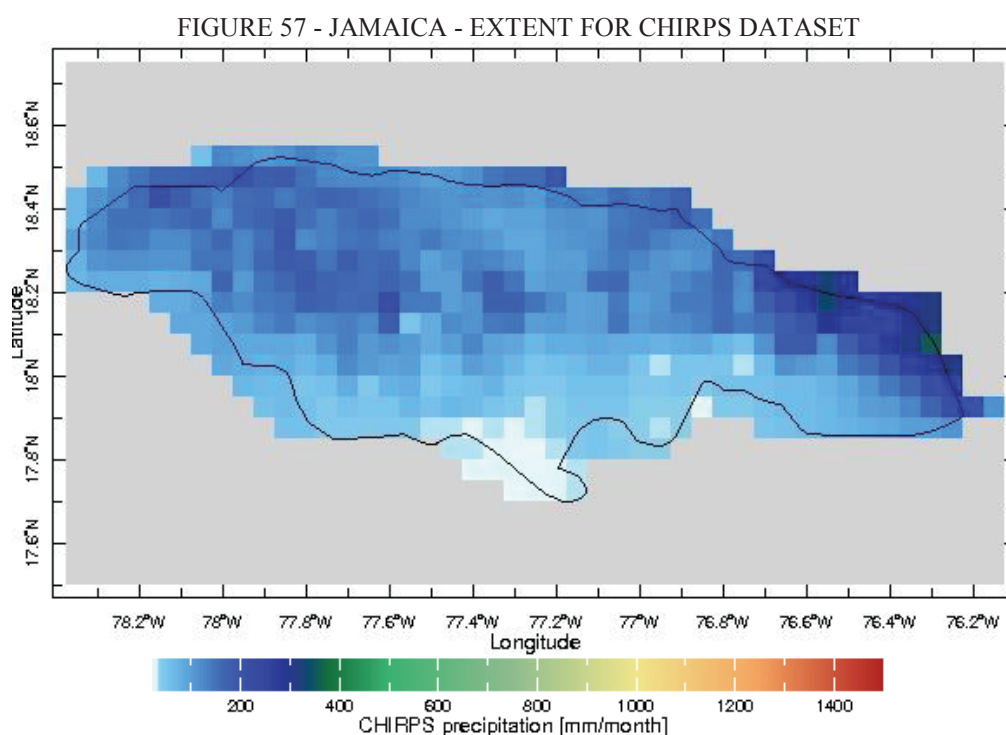 FIGURE 57 - JAMAICA - EXTENT FOR CHIRPS DATASET
Latitude
18.6°N
18.4°N
18.2°N
18°N
17.8°N
17.6°N
78.2°W 78°W 77.8°W 77.6°W 77.4°W 77.2°W 77°W 76.8°W 76.6°W 76.4°W 76.2°W
Longitude
200 400 600 800 1000 1200 1400
CHIRPS precipitation [mm/month]